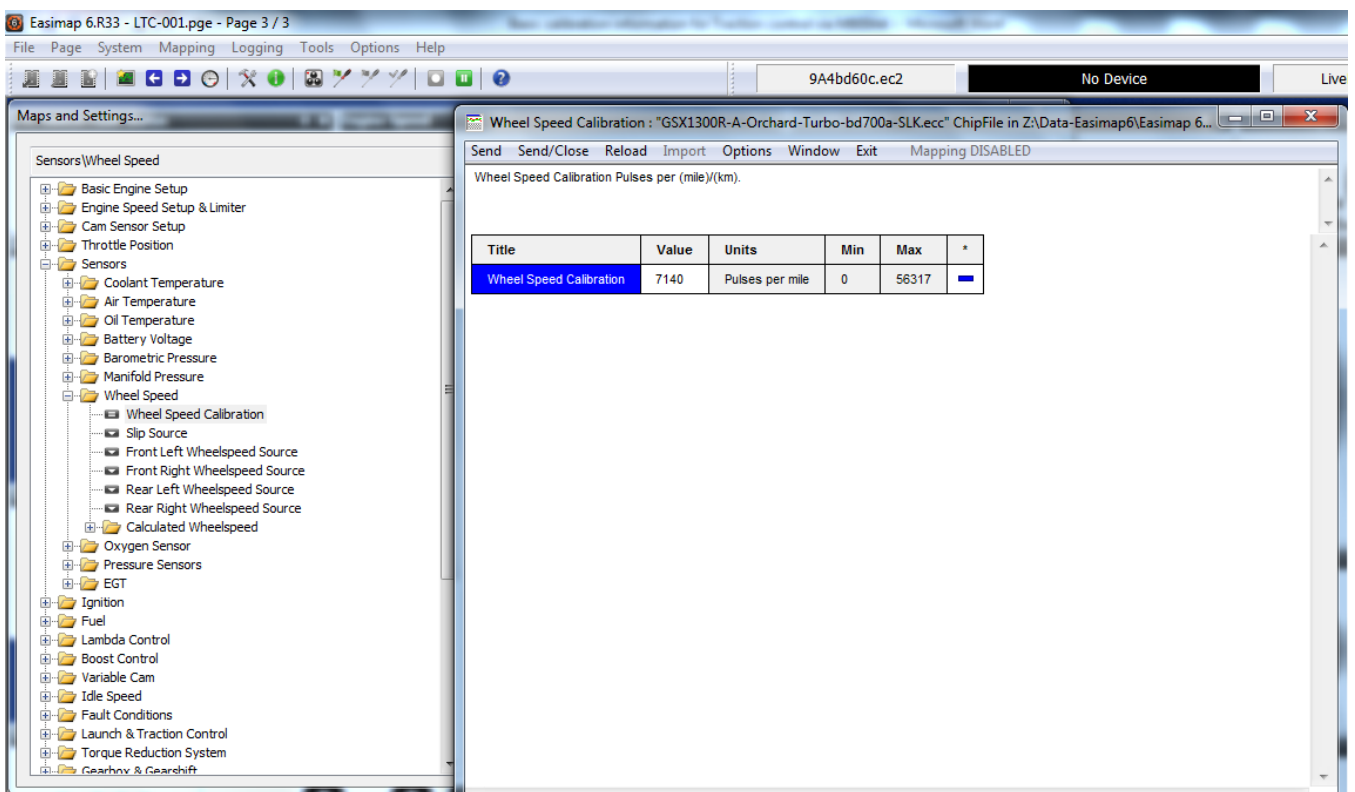 Easimap 6.R33 - LTC-001.pge - Page 3 / 3
File Page System Mapping Logging Tools Options Help
9A4bd60c.ec2 No Device Live
Maps and Settings...
Sensors\Wheel Speed
Basic Engine Setup
Engine Speed Setup & Limiter
Cam Sensor Setup
Throttle Position
Sensors
Coolant Temperature
Air Temperature
Oil Temperature
Battery Voltage
Barometric Pressure
Manifold Pressure
Wheel Speed
Wheel Speed Calibration
Slip Source
Front Left Wheelspeed Source
Front Right Wheelspeed Source
Rear Left Wheelspeed Source
Rear Right Wheelspeed Source
Calculated Wheelspeed
Oxygen Sensor
Pressure Sensors
EGT
Ignition
Fuel
Lambda Control
Boost Control
Variable Cam
Idle Speed
Fault Conditions
Launch & Traction Control
Torque Reduction System
Gearbox & Gearshift
Wheel Speed Calibration : "GSX1300R-A-Orchard-Turbo-bd700a-SLK.ecc" ChipFile in Z:\Data-Easimap6\Easimap 6...
Send Send/Close Reload Import Options Window Exit Mapping DISABLED
Wheel Speed Calibration Pulses per (mile)/(km).
Title Value Units Min Max *
Wheel Speed Calibration 7140 Pulses per mile 0 56317